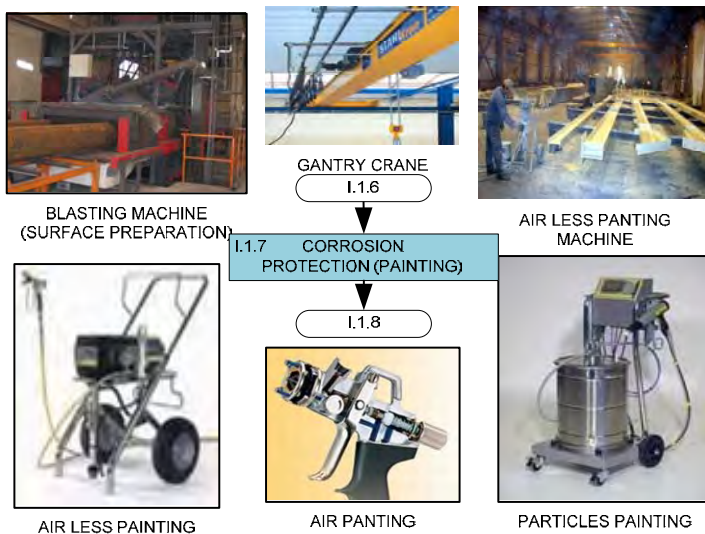 GANTRY CRANE
I.1.6
BLASTING MACHINE
(SURFACE PREPARATION)
AIR LESS PANTING
MACHINE
I.1.7 CORROSION
PROTECTION (PAINTING)
I.1.8
AIR LESS PAINTING
AIR PANTING
PARTICLES PAINTING